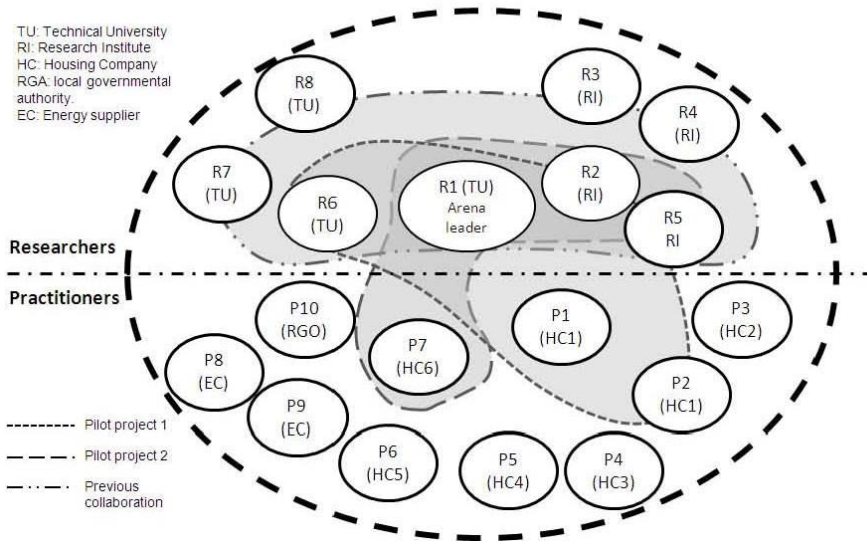 TU: Technical University
RI: Research Institute
HC: Housing Company
RGA: local governmental
authority.
EC: Energy supplier
R8
(TU)
R3
(RI)
R4
(RI)
R7
(TU)
R6
(TU)
R1 (TU)
Arena
leader
R2
(RI)
R5
RI
Researchers
Practitioners
P10
(RGO)
P1
(HC1)
P3
(HC2)
P8
(EC)
P7
(HC6)
P2
(HC1)
P9
(EC)
P6
(HC5)
P5
(HC4)
P4
(HC3)
Pilot project 1
Pilot project 2
Previous
collaboration